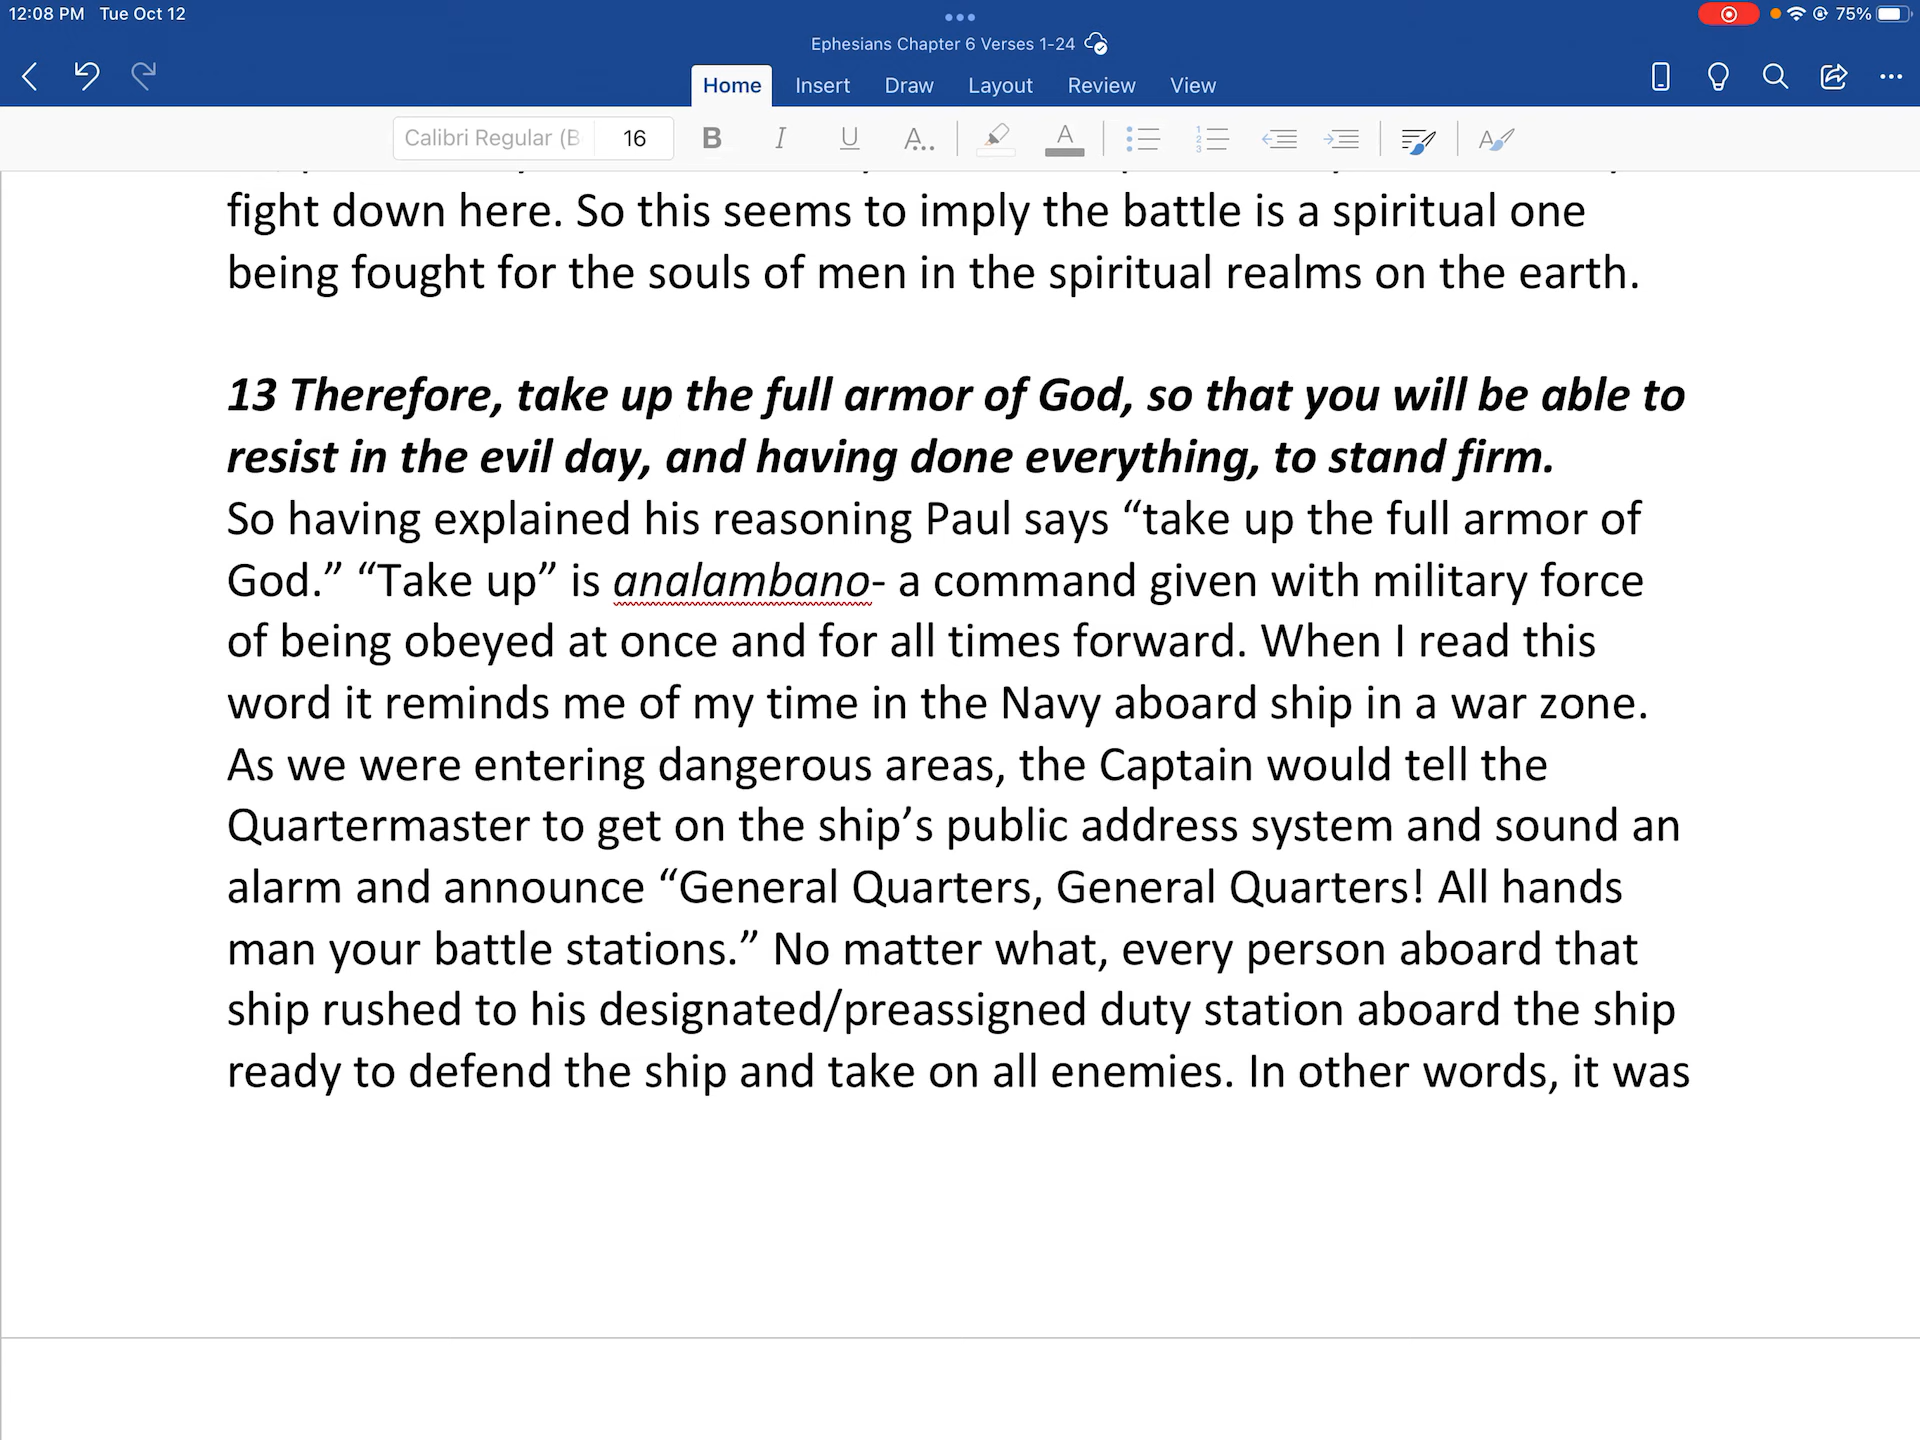 12:08 PM Tue Oct 12
75%
Ephesians Chapter 6 Verses 1-24
Home Insert Draw Layout Review View
Calibri Regular (B 16 B I U A.. A A
fight down here. So this seems to imply the battle is a spiritual one
being fought for the souls of men in the spiritual realms on the earth.
13 Therefore, take up the full armor of God, so that you will be able to
resist in the evil day, and having done everything, to stand firm.
So having explained his reasoning Paul says “take up the full armor of
God.” “Take up” is analambano- a command given with military force
of being obeyed at once and for all times forward. When I read this
word it reminds me of my time in the Navy aboard ship in a war zone.
As we were entering dangerous areas, the Captain would tell the
Quartermaster to get on the ship’s public address system and sound an
alarm and announce “General Quarters, General Quarters! All hands
man your battle stations.” No matter what, every person aboard that
ship rushed to his designated/preassigned duty station aboard the ship
ready to defend the ship and take on all enemies. In other words, it was